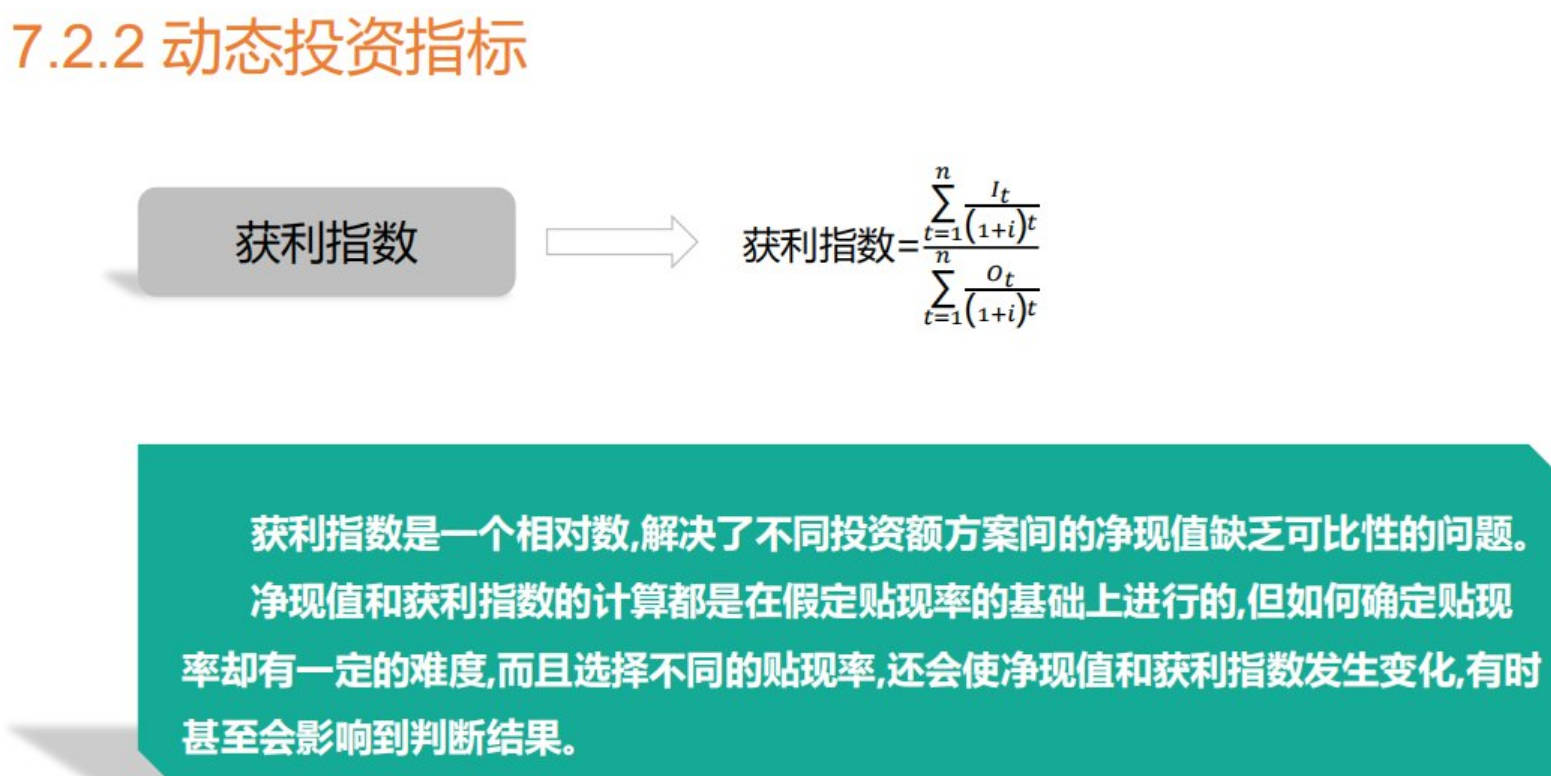 7.2.2 动态投资指标
获利指数
获利指数=\frac{\sum_{t=1}^{n}\frac{I_t}{(1+i)^t}}{\sum_{t=1}^{n}\frac{O_t}{(1+i)^t}}
获利指数是一个相对数,解决了不同投资额方案间的净现值缺乏可比性的问题。
净现值和获利指数的计算都是在假定贴现率的基础上进行的,但如何确定贴现
率却有一定的难度,而且选择不同的贴现率,还会使净现值和获利指数发生变化,有时
甚至会影响到判断结果。